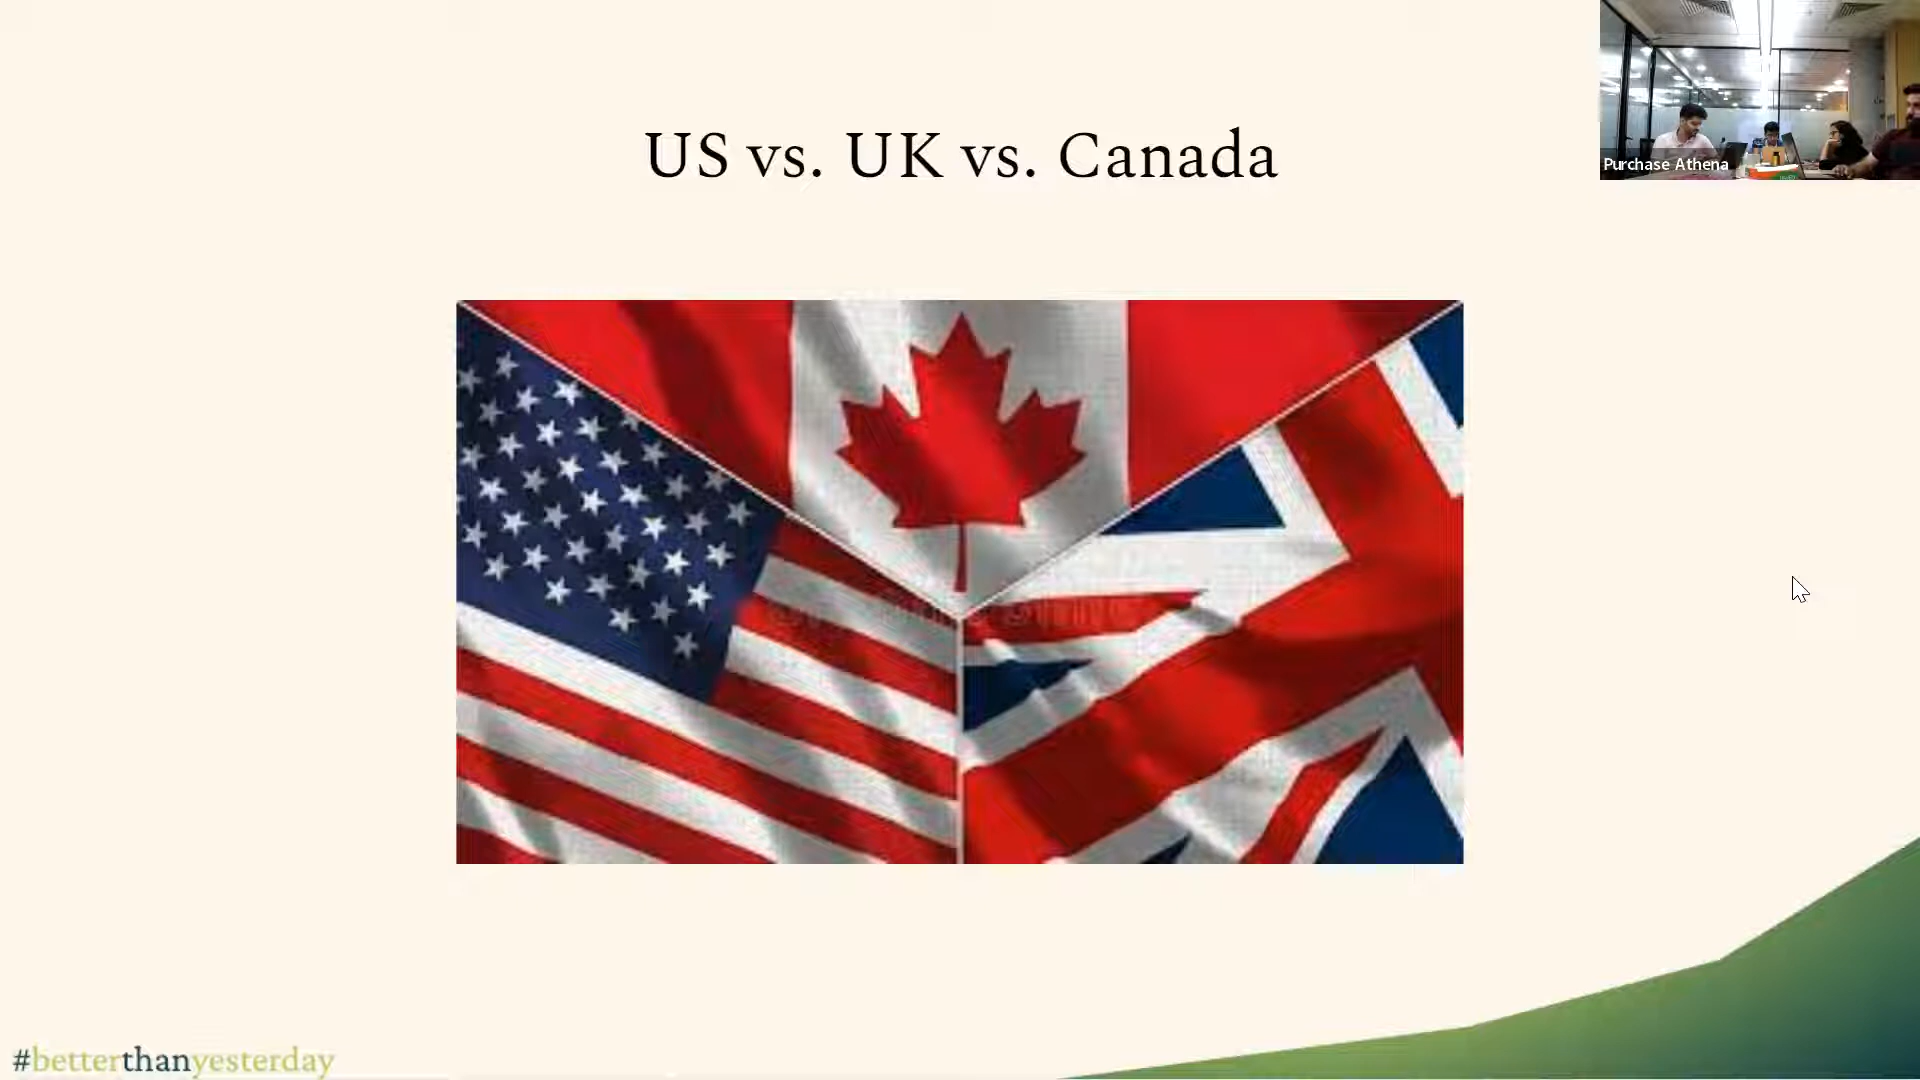 US vs. UK vs. Canada
Purchase Athena
#betterthanyesterday